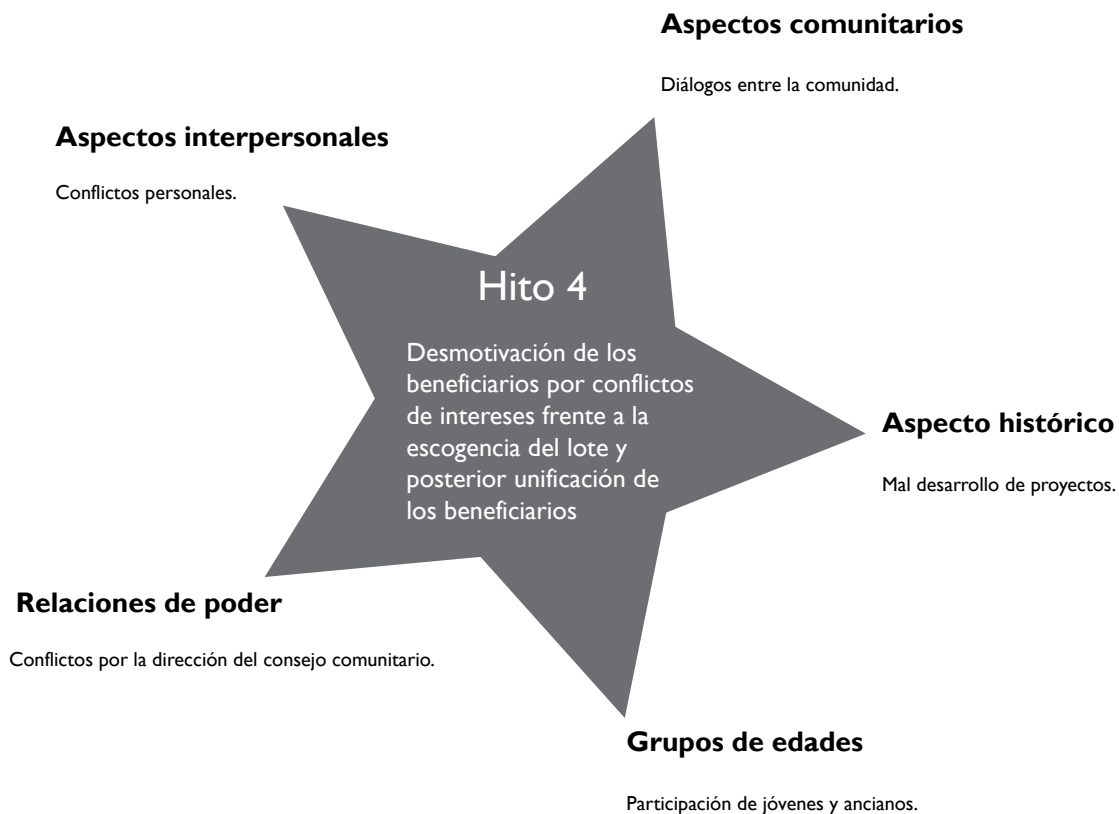 Aspectos comunitarios
Diálogos entre la comunidad.
Aspectos interpersonales
Conflictos personales.
Hito 4
Desmotivación de los
beneficiarios por conflictos
de intereses frente a la
escogencia del lote y
posterior unificación de
los beneficiarios
Aspecto histórico
Mal desarrollo de proyectos.
Relaciones de poder
Conflictos por la dirección del consejo comunitario.
Grupos de edades
Participación de jóvenes y ancianos.